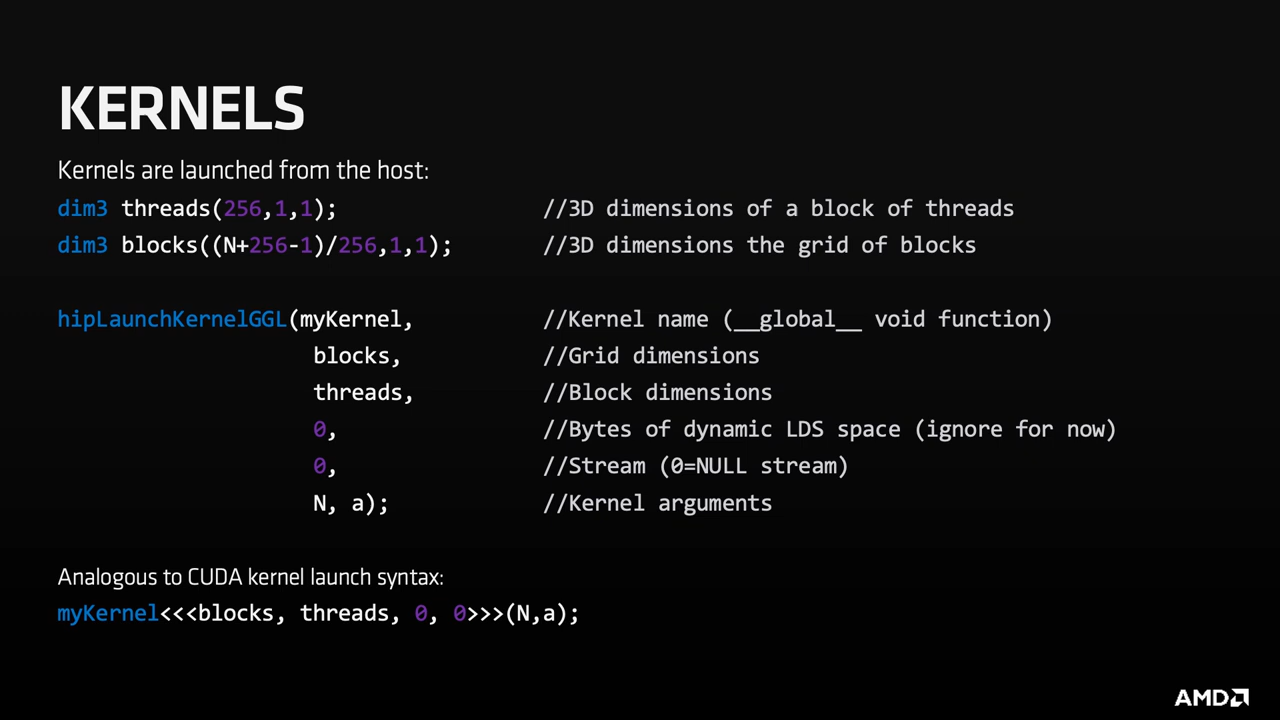 KERNELS
Kernels are launched from the host:
dim3 threads(256,1,1); //3D dimensions of a block of threads
dim3 blocks((N+256-1)/256,1,1); //3D dimensions the grid of blocks
hipLaunchKernelGGL(myKernel, //Kernel name (__global__ void function)
blocks, //Grid dimensions
threads, //Block dimensions
0, //Bytes of dynamic LDS space (ignore for now)
0, //Stream (0=NULL stream)
N, a); //Kernel arguments
Analogous to CUDA kernel launch syntax:
myKernel<<<blocks, threads, 0, 0>>>(N,a);
AMD